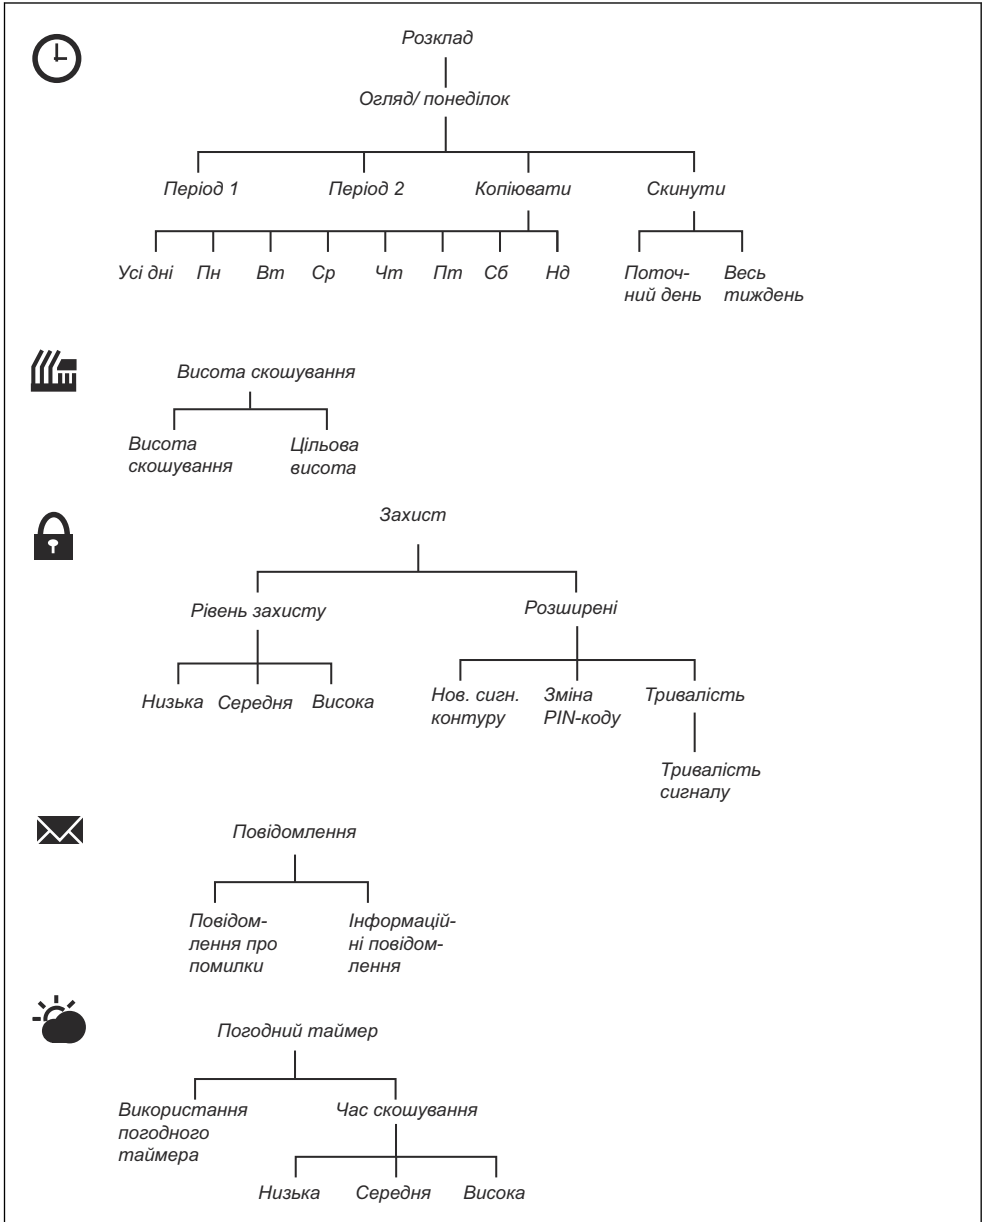 Розклад
Огляд/ понеділок
Період 1
Період 2
Копіювати
Скинути
Усі дні
Пн
Вт
Ср
Чт
Пт
Сб
Нд
Поточ-
ний день
Весь
тиждень
Висота скошування
Висота
скошування
Цільова
висота
Захист
Рівень захисту
Розширені
Низька
Середня
Висока
Нов. сигн.
контуру
Зміна
PIN-коду
Тривалість
Тривалість
сигналу
Повідомлення
Повідом-
лення про
помилки
Інформацій-
ні повідом-
лення
Погодний таймер
Використання
погодного
таймера
Час скошування
Низька
Середня
Висока